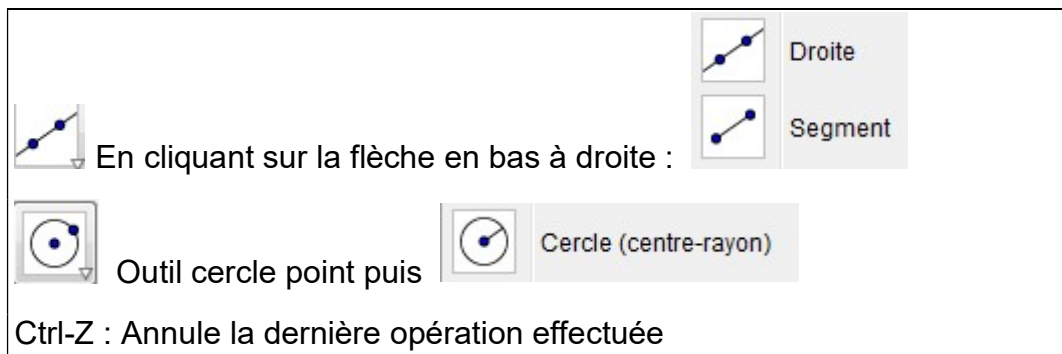 Droite
En cliquant sur la flèche en bas à droite : Segment
Outil cercle point puis Cercle (centre-rayon)
Ctrl-Z : Annule la dernière opération effectuée